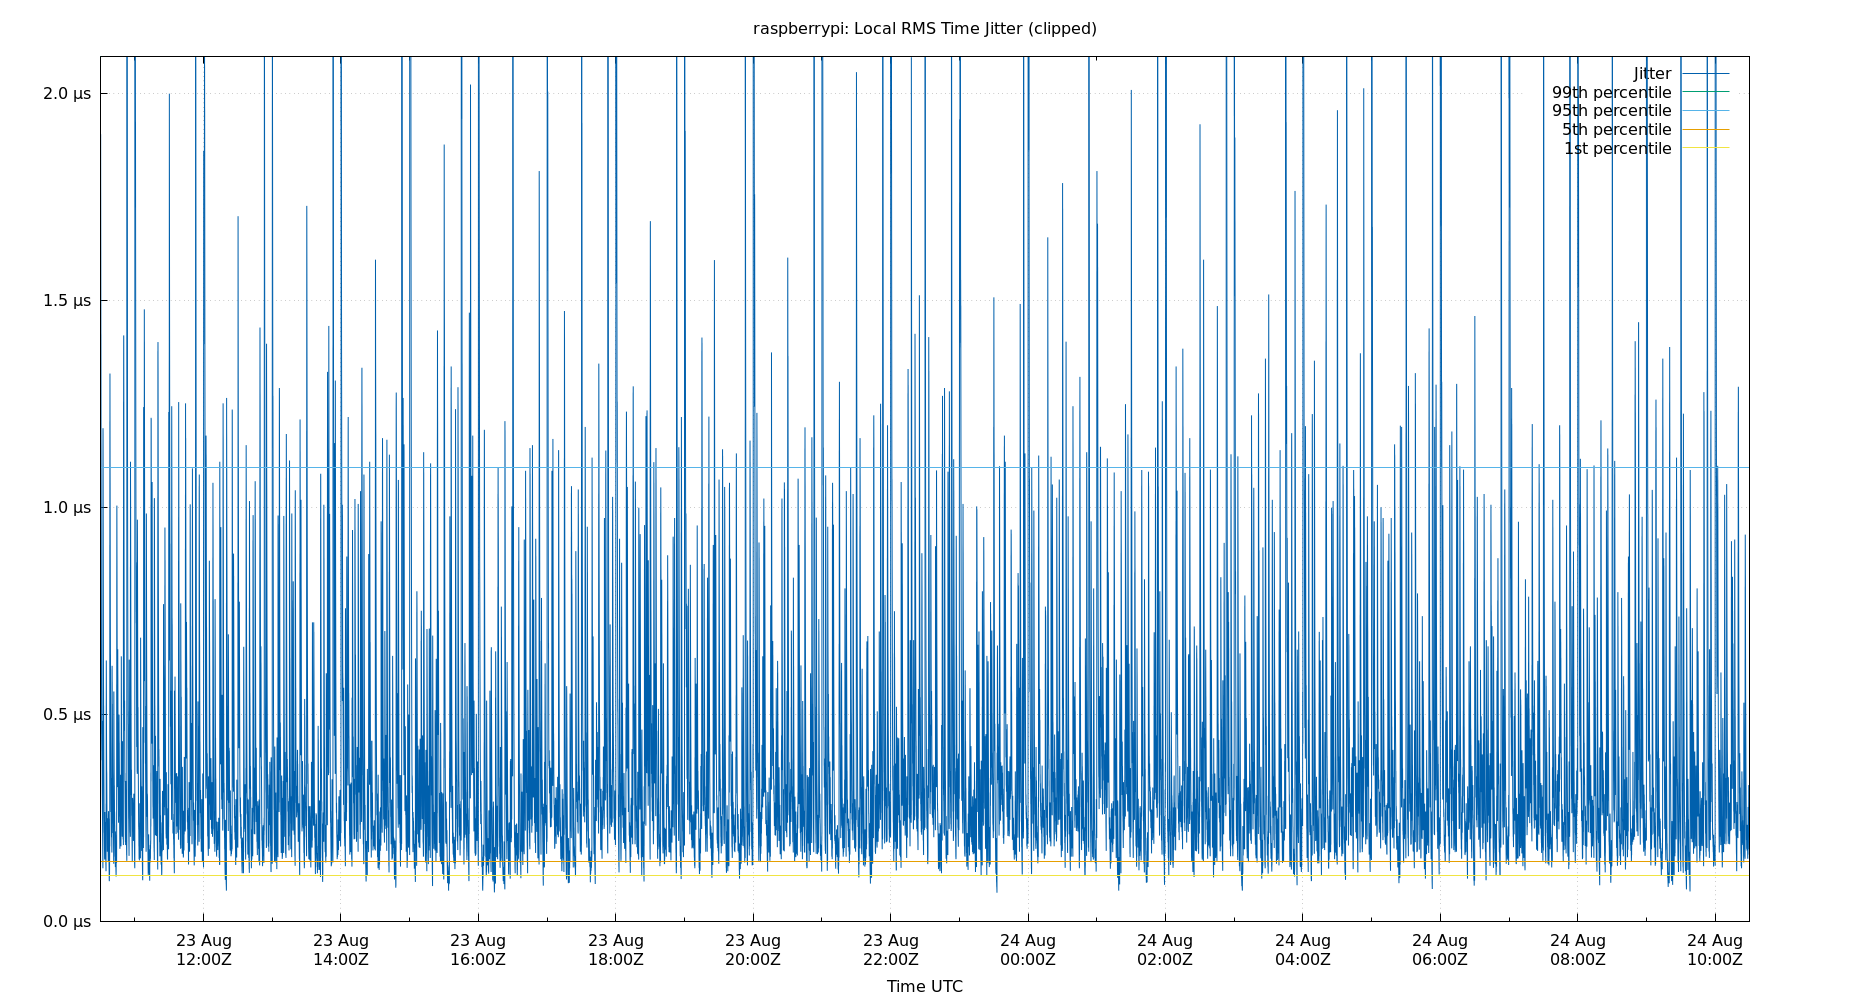 raspberrypi: Local RMS Time Jitter (clipped)
Jitter
99th percentile
95th percentile
5th percentile
1st percentile
2.0 μs
1.5 μs
1.0 μs
0.5 μs
0.0 μs
23 Aug 23 Aug 23 Aug 23 Aug 23 Aug 23 Aug 24 Aug 24 Aug 24 Aug 24 Aug 24 Aug 24 Aug
12:00Z 14:00Z 16:00Z 18:00Z 20:00Z 22:00Z 00:00Z 02:00Z 04:00Z 06:00Z 08:00Z 10:00Z
Time UTC